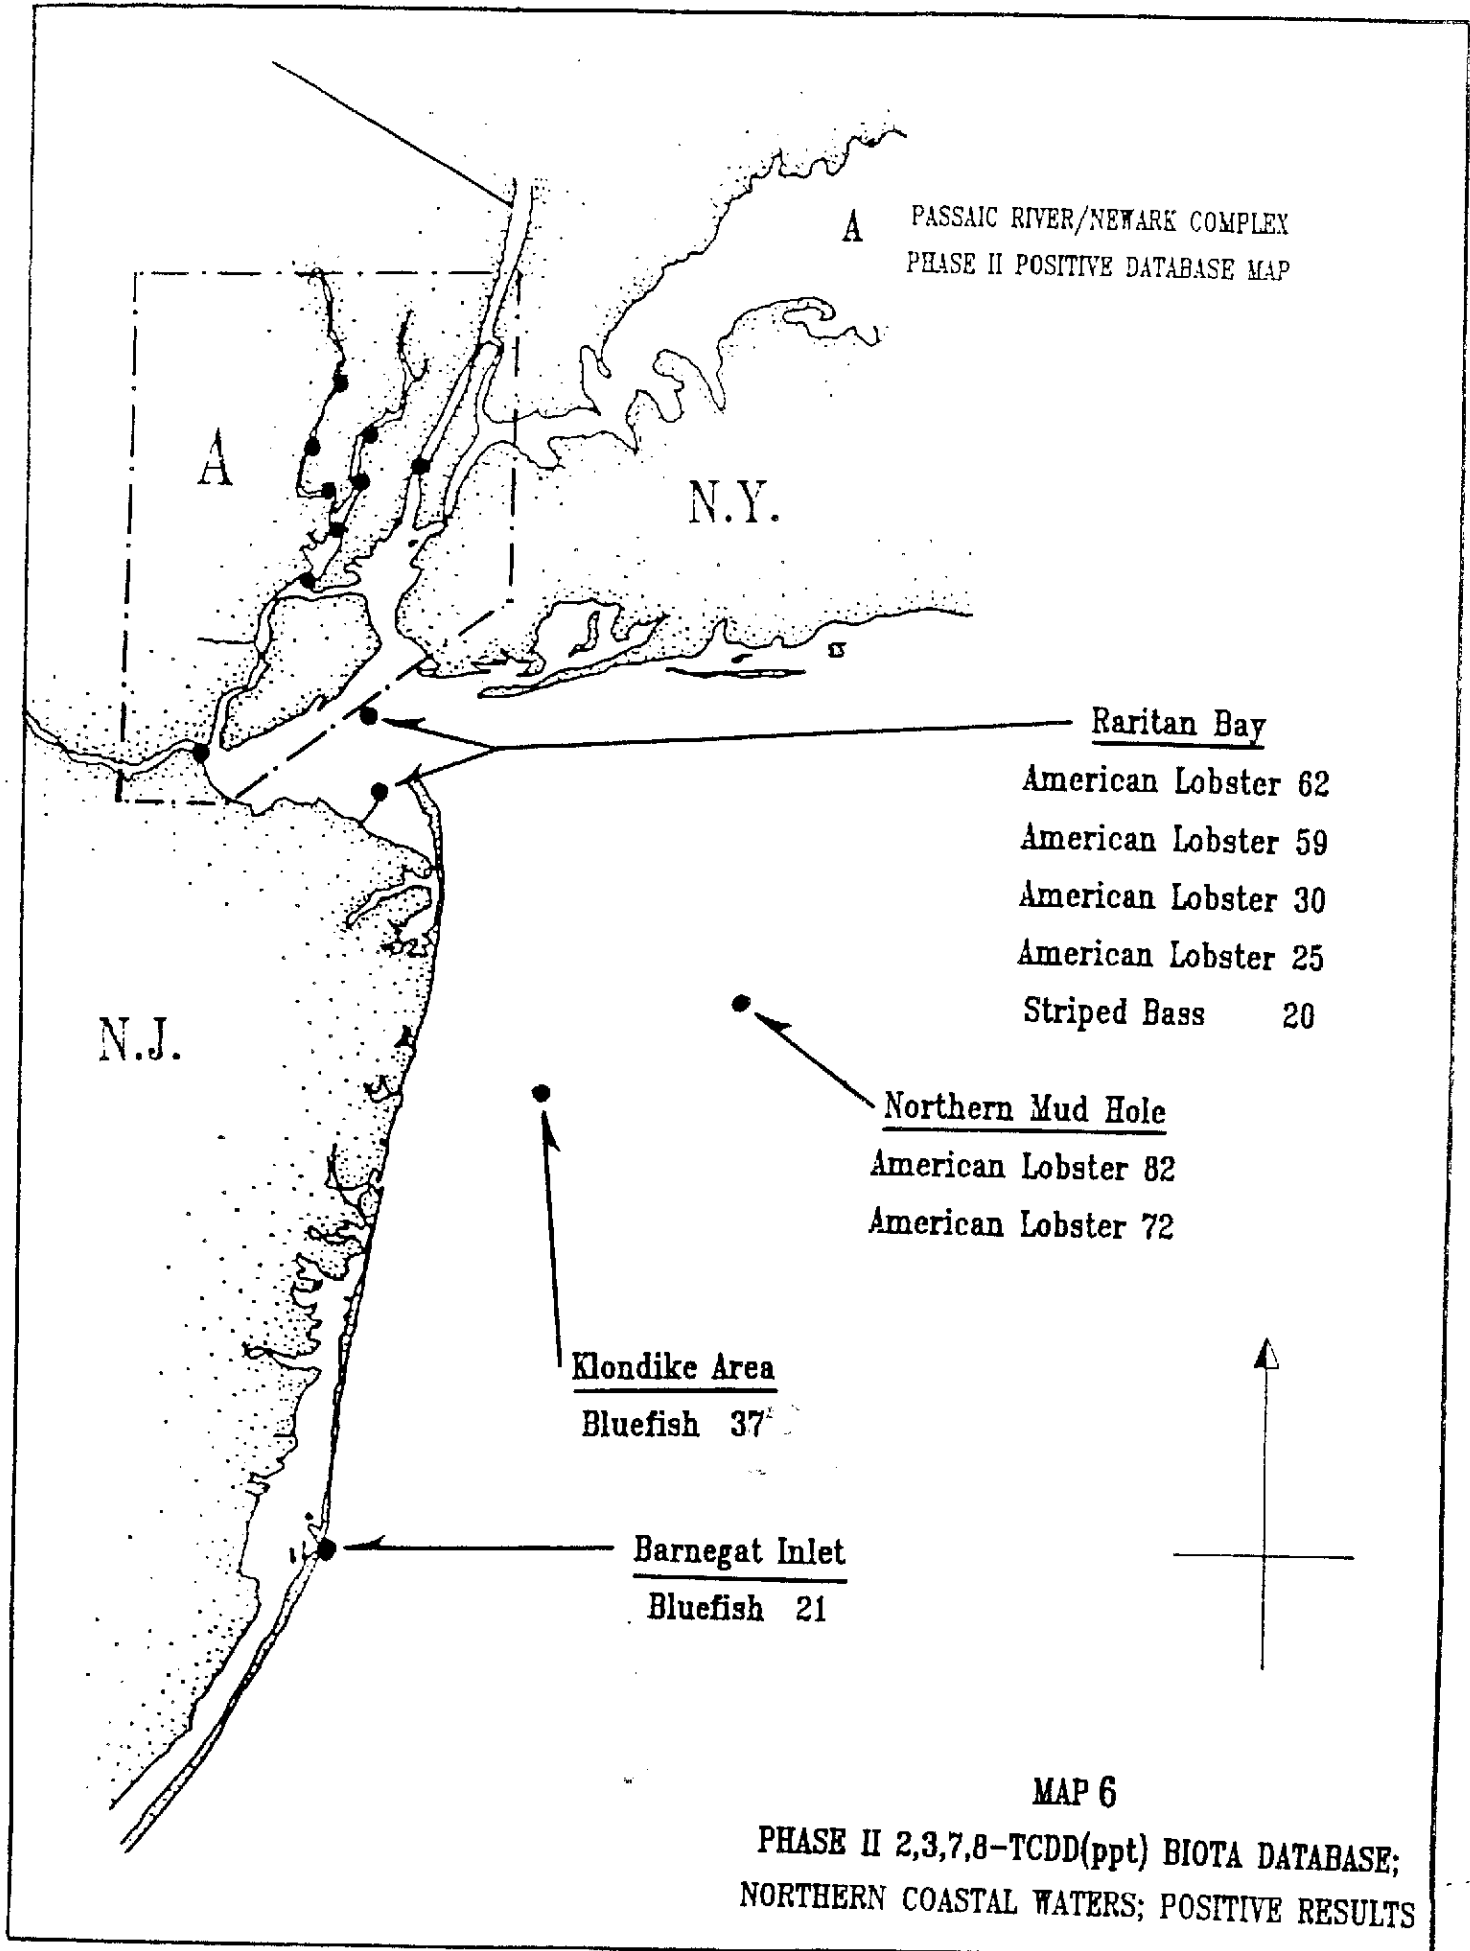 A PASSAIC RIVER/NEWARK COMPLEX
PHASE II POSITIVE DATABASE MAP
A
N.Y.
Raritan Bay
American Lobster 62
American Lobster 59
American Lobster 30
American Lobster 25
Striped Bass 20
N.J.
Northern Mud Hole
American Lobster 82
American Lobster 72
Klondike Area
Bluefish 37
Barnegat Inlet
Bluefish 21
MAP 6
PHASE II 2,3,7,8-TCDD(ppt) BIOTA DATABASE;
NORTHERN COASTAL WATERS; POSITIVE RESULTS